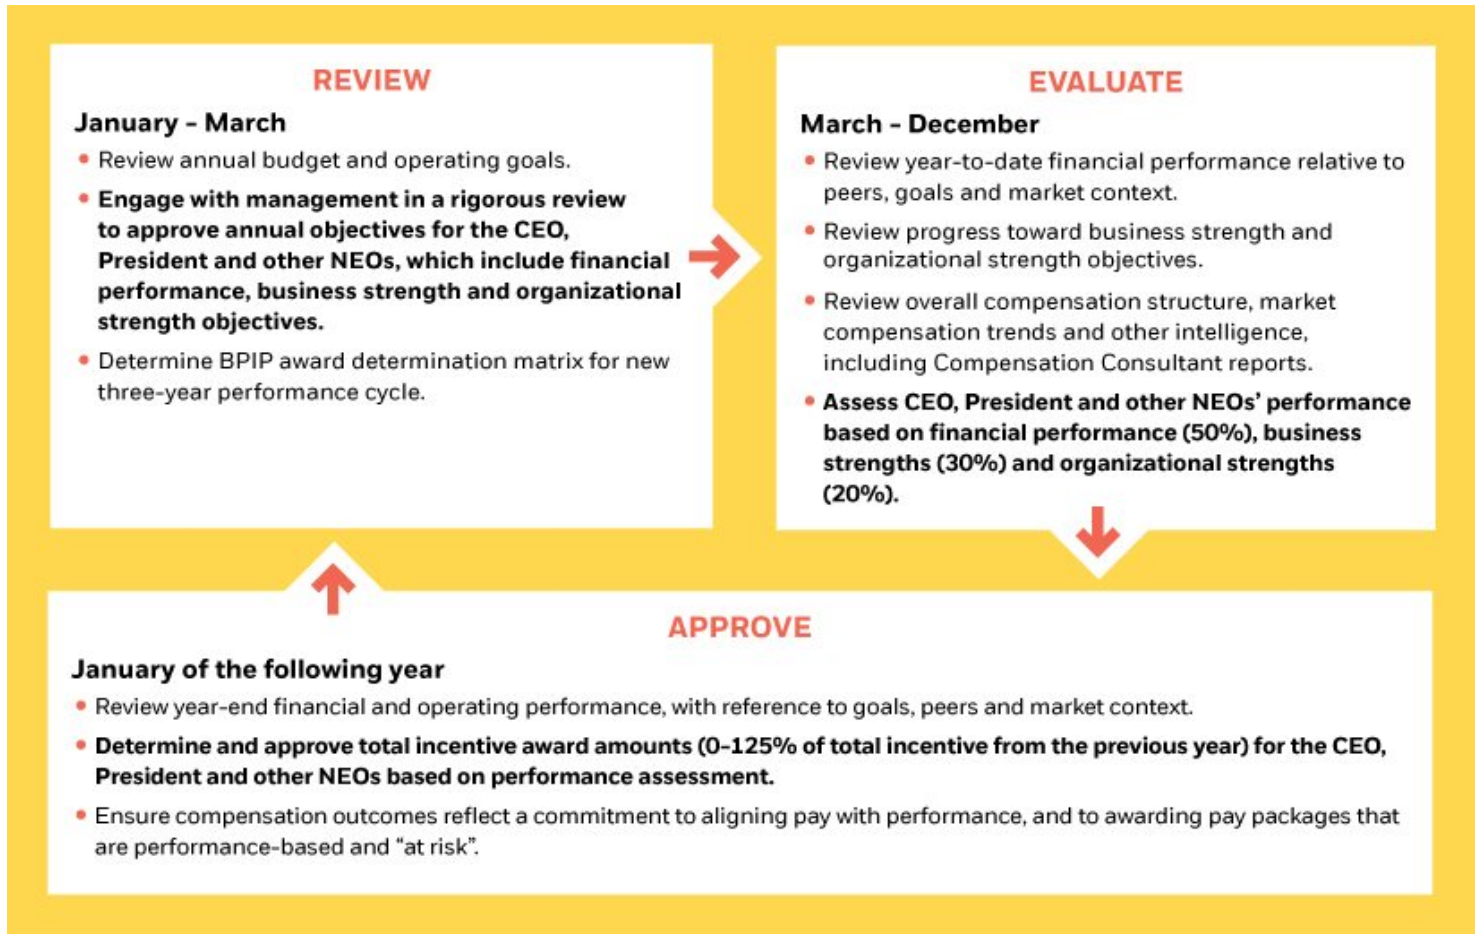 REVIEW
January – March
• Review annual budget and operating goals.
• Engage with management in a rigorous review
to approve annual objectives for the CEO,
President and other NEOs, which include financial
performance, business strength and organizational
strength objectives.
• Determine BPIP award determination matrix for new
three-year performance cycle.
EVALUATE
March – December
• Review year-to-date financial performance relative to
peers, goals and market context.
• Review progress toward business strength and
organizational strength objectives.
• Review overall compensation structure, market
compensation trends and other intelligence,
including Compensation Consultant reports.
• Assess CEO, President and other NEOs’ performance
based on financial performance (50%), business
strengths (30%) and organizational strengths
(20%).
APPROVE
January of the following year
• Review year-end financial and operating performance, with reference to goals, peers and market context.
• Determine and approve total incentive award amounts (0–125% of total incentive from the previous year) for the CEO,
President and other NEOs based on performance assessment.
• Ensure compensation outcomes reflect a commitment to aligning pay with performance, and to awarding pay packages that
are performance-based and “at risk”.